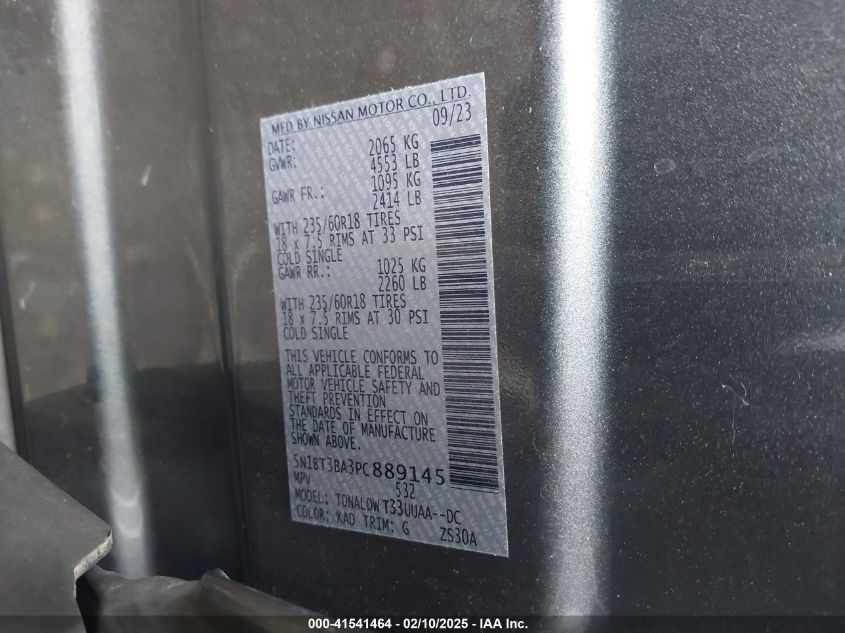 MFD BY NISSAN MOTOR CO., LTD.
DATE: 09/23
GVWR: 2065 KG
4553 LB
GAWR FR.: 1095 KG
2414 LB
WITH 235/60R18 TIRES
18 x 7.5 RIMS AT 33 PSI
COLD SINGLE
GAWR RR.: 1025 KG
2260 LB
WITH 235/60R18 TIRES
18 x 7.5 RIMS AT 30 PSI
COLD SINGLE
THIS VEHICLE CONFORMS TO
ALL APPLICABLE FEDERAL
MOTOR VEHICLE SAFETY AND
THEFT PREVENTION
STANDARDS IN EFFECT ON
THE DATE OF MANUFACTURE
SHOWN ABOVE.
5N1BT3BA3PC889145
MPV 532
MODEL: TDNALDWT33UUAA--DC
COLOR: KAD TRIM: G ZS30A
000-41541464 - 02/10/2025 - IAA Inc.